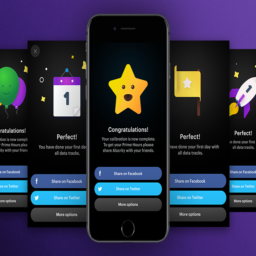 1
Perfect!
You have done your first day with
all data tracks.
Share on Facebook
Share on Twitter
More options
Congratulations!
Your calibration is now complete.
To get your Prime Hours please
share Alacrity with your friends.
Share on Facebook
Share on Twitter
More options
Perfect!
You have done your first day with
all data tracks.
Share on Facebook
Share on Twitter
More options
Perfect!
Share on Facebook
Share on Twitter
More options